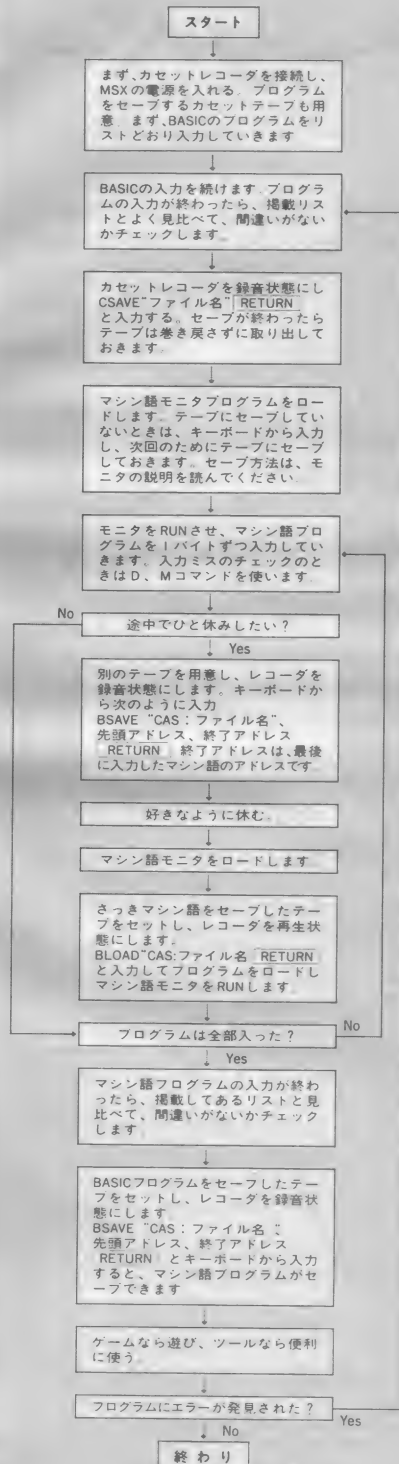 スタート
まず、カセットレコーダを接続し、
MSXの電源を入れる。プログラム
をセーブするカセットテープも用
意 まず、BASICのプログラムをリ
ストどおり入力していきます
BASICの入力を続けます。プログラ
ムの入力が終わったら、掲載リス
トとよく見比べて、間違いがない
かチェックします。
カセットレコーダを録音状態にし
CSAVE"ファイル名" RETURN
と入力する。セーブが終わったら
テープは巻き戻さずに取り出して
おきます。
マシン語モニタプログラムをロー
ドします。テープにセーブしてい
ないときは、キーボードから入力
し、次回のためにテープにセーブ
しておきます。セーブ方法は、モ
ニタの説明を読んでください。
モニタをRUNさせ、マシン語プロ
グラムを1バイトずつ入力してい
きます。入力ミスのチェックのと
きはD、Mコマンドを使います。
No
途中でひと休みしたい？
Yes
別のテープを用意し、レコーダを
録音状態にします。キーボードか
ら次のように入力
BSAVE "CAS：ファイル名"、
先頭アドレス、終了アドレス
RETURN 終了アドレスは、最後
に入力したマシン語のアドレスです
好きなように休む。
マシン語モニタをロードします
さっきマシン語をセーブしたテー
プをセットし、レコーダを再生状
態にします。
BLOAD"CAS:ファイル名 RETURN
と入力してプログラムをロードし
マシン語モニタをRUNします
プログラムは全部入った？
No
Yes
マシン語プログラムの入力が終わ
ったら、掲載してあるリストと見
比べて、間違いがないかチェック
します
BASICプログラムをセーブしたテー
プをセットし、レコーダを録音状
態にします
BSAVE "CAS：ファイル名"、
先頭アドレス、終了アドレス
RETURN とキーボードから入力
すると、マシン語プログラムがセ
ーブできます
ゲームなら遊び、ツールなら便利
に使う。
プログラムにエラーが発見された？
Yes
No
終わり